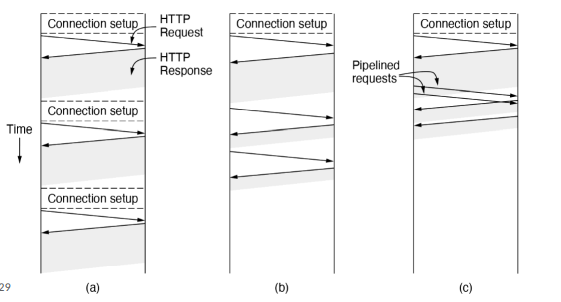 Connection setup
HTTP
Request
HTTP
Response
Connection setup
Time
Connection setup
(a)
Connection setup
(b)
Connection setup
Pipelined
requests
(c)
29